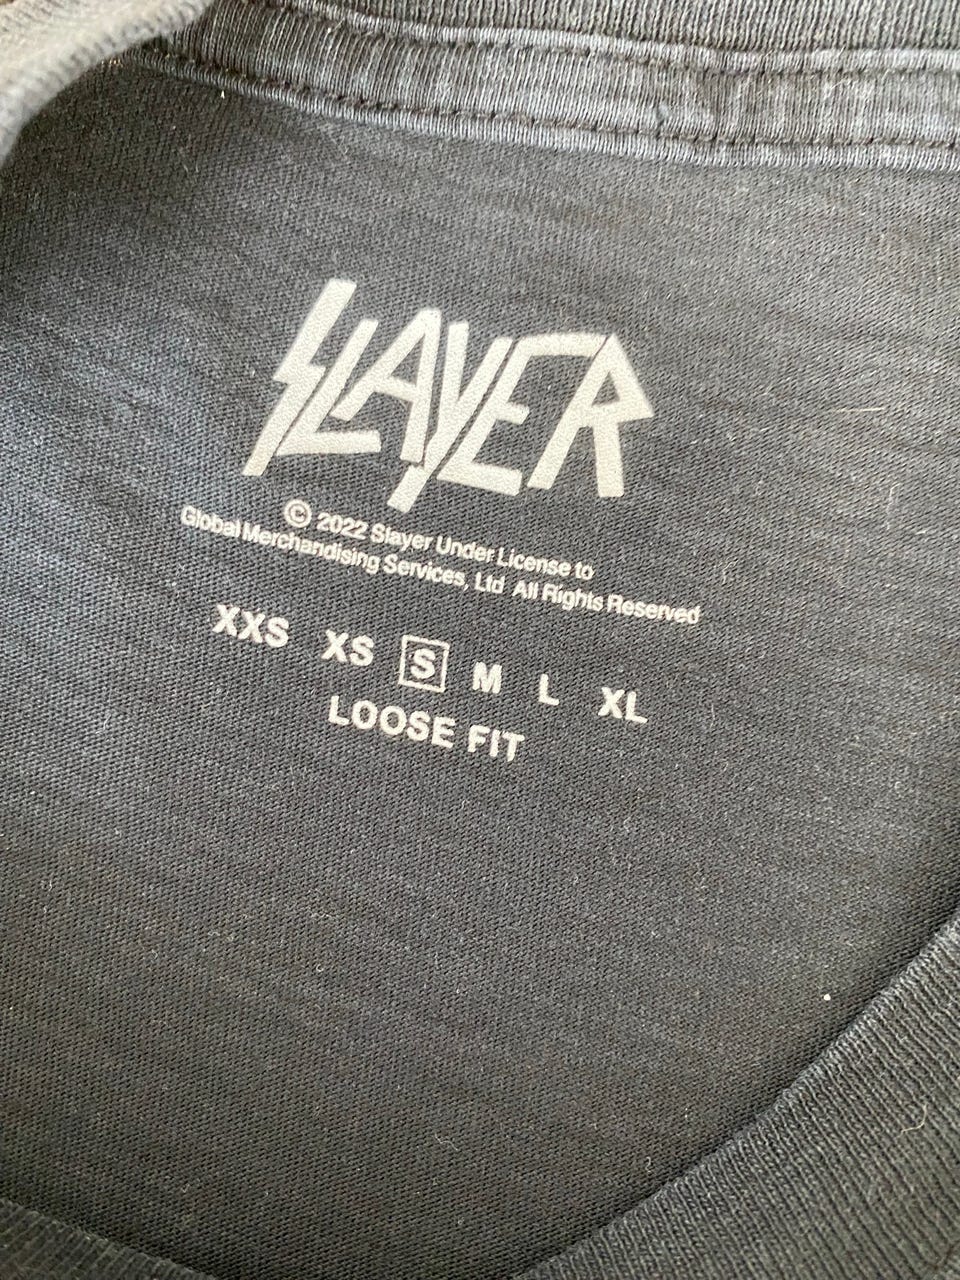 SLAYER
© 2022 Slayer Under License to
Global Merchandising Services, Ltd All Rights Reserved
XXS XS S M L XL
LOOSE FIT